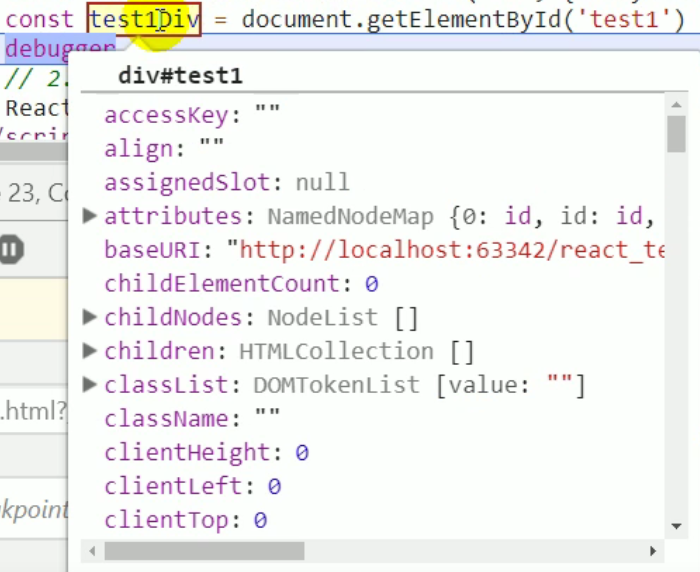 const test1Div = document.getElementById('test1')
debugger
div#test1
// 2.
React
accessKey: ""
/scrip
align: ""
assignedSlot: null
23, Co
attributes: NamedNodeMap {0: id, id: id,
baseURI: "http://localhost:63342/react_te
childElementCount: 0
childNodes: NodeList []
children: HTMLCollection []
classList: DOMTokenList [value: ""]
.html?
className: ""
clientHeight: 0
clientLeft: 0
kpoint
clientTop: 0